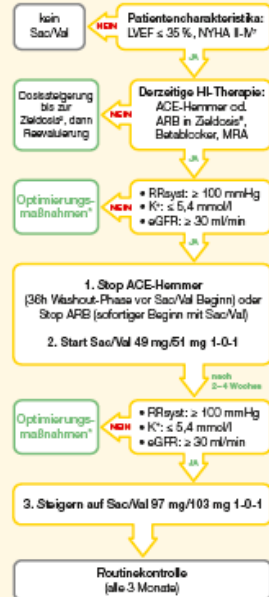 kein
Sac/Val
NEIN
Patientencharakteristika:
LVEF ≤ 35 %, NYHA II-IV¹
JA
Dosissteigerung
bis zur
Zieldosis², dann
Reevaluierung
NEIN
Derzeitige HI-Therapie:
ACE-Hemmer od.
ARB in Zieldosis²,
Betablocker, MRA
JA
Optimierungs-
maßnahmen*
NEIN
• RRsyst: ≥ 100 mmHg
• K⁺: ≤ 5,4 mmol/l
• eGFR: ≥ 30 ml/min
JA
1. Stop ACE-Hemmer
(36h Washout-Phase vor Sac/Val Beginn) oder
Stop ARB (sofortiger Beginn mit Sac/Val)
2. Start Sac/Val 49 mg/51 mg 1-0-1
nach
2–4 Wochen
Optimierungs-
maßnahmen*
NEIN
• RRsyst: ≥ 100 mmHg
• K⁺: ≤ 5,4 mmol/l
• eGFR: ≥ 30 ml/min
JA
3. Steigern auf Sac/Val 97 mg/103 mg 1-0-1
Routinekontrolle
(alle 3 Monate)